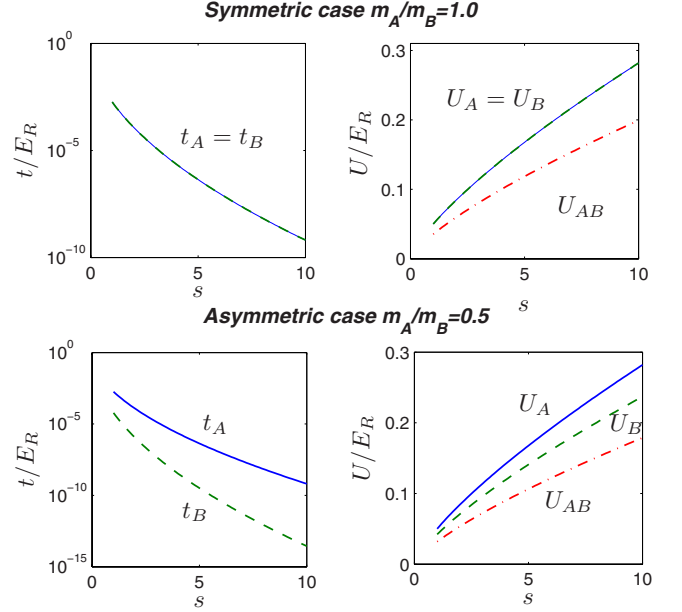 Symmetric case m_A/m_B=1.0
t/E_R
10^0
10^-5
10^-10
0
5
10
s
t_A = t_B
U/E_R
0.3
0.2
0.1
0
0
5
10
s
U_A = U_B
U_AB
Asymmetric case m_A/m_B=0.5
t/E_R
10^0
10^-5
10^-10
10^-15
0
5
10
s
t_A
t_B
U/E_R
0.3
0.2
0.1
0
0
5
10
s
U_A
U_B
U_AB